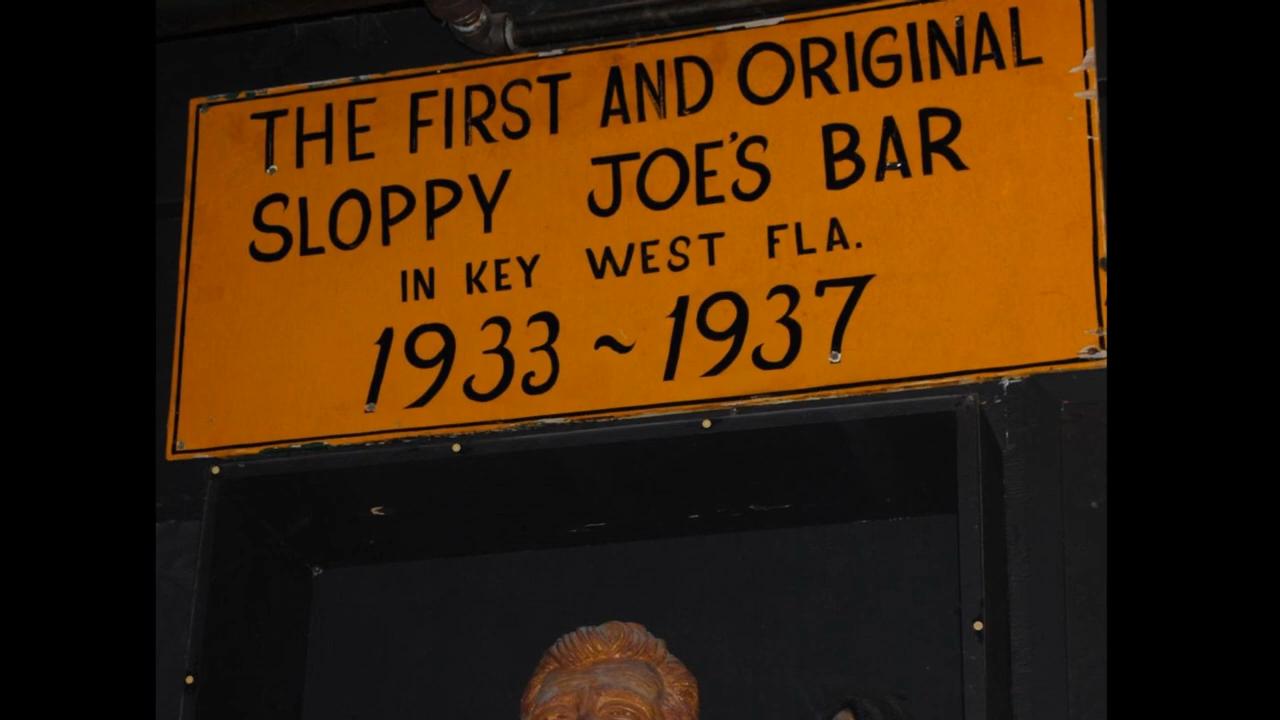 THE FIRST AND ORIGINAL
SLOPPY JOE'S BAR
IN KEY WEST FLA.
1933 ~ 1937